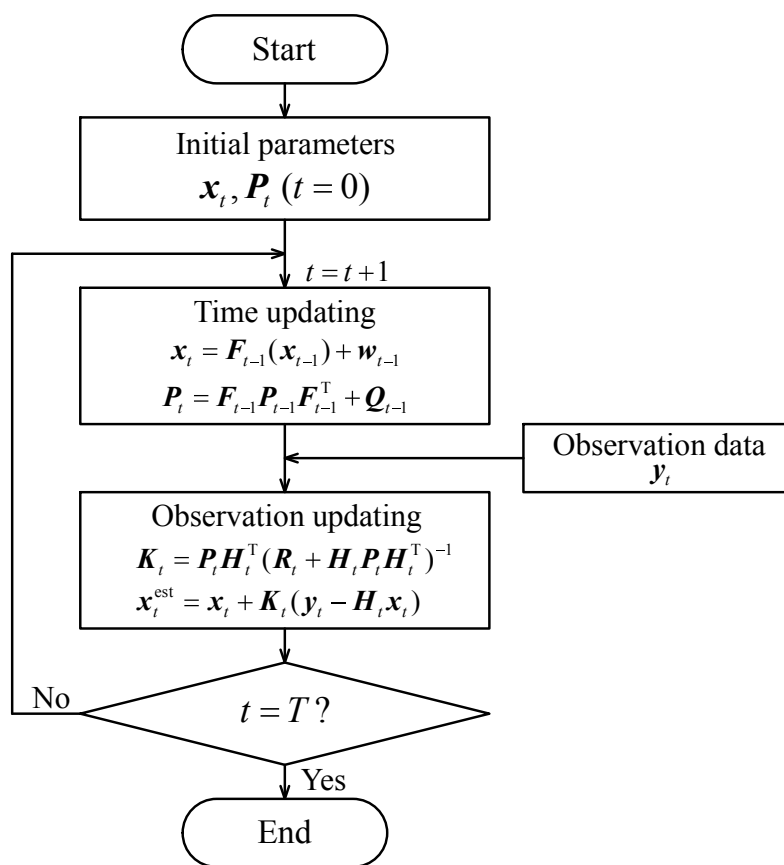 Start
Initial parameters
x_t, P_t (t = 0)
t = t + 1
Time updating
x_t = F_{t−1}(x_{t−1}) + w_{t−1}
P_t = F_{t−1} P_{t−1} F_{t−1}^T + Q_{t−1}
Observation data
y_t
Observation updating
K_t = P_t H_t^T (R_t + H_t P_t H_t^T)^{−1}
x_t^{est} = x_t + K_t (y_t − H_t x_t)
No
t = T ?
Yes
End